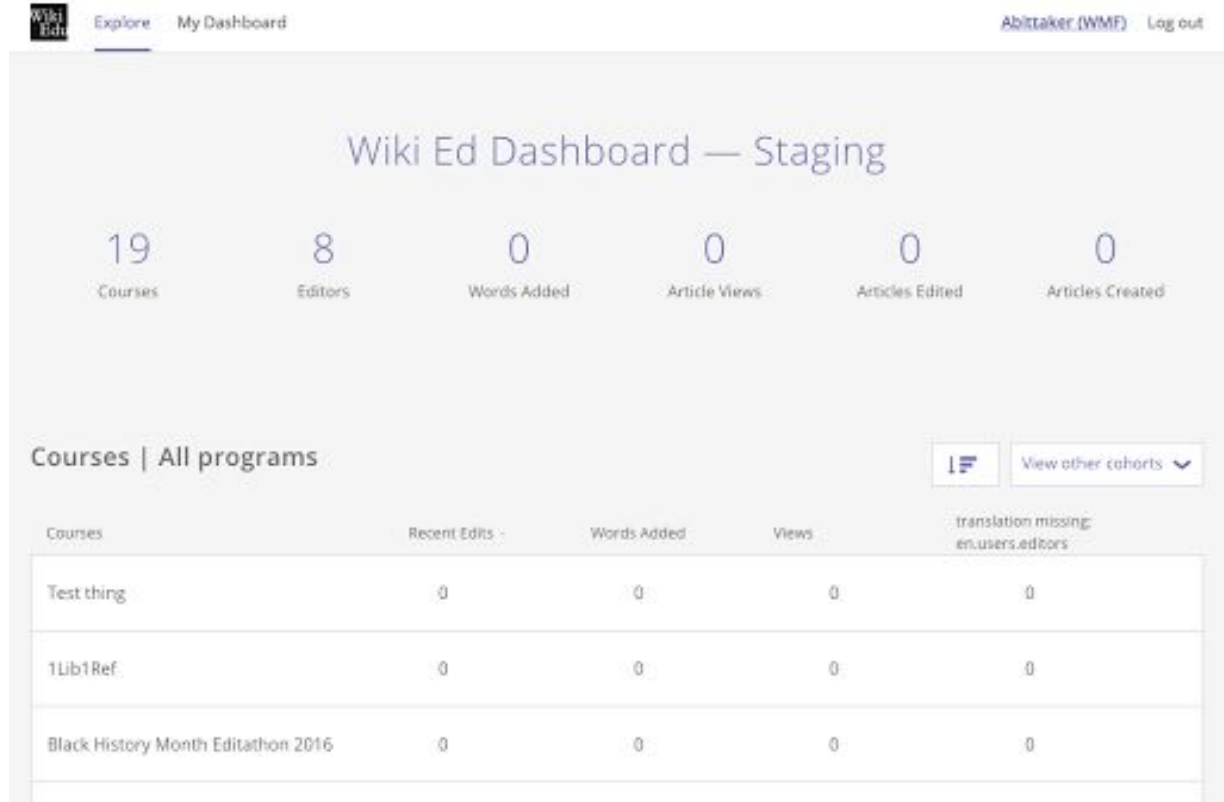 Wiki Edu Explore My Dashboard Abittaker (WMF) Log out
Wiki Ed Dashboard — Staging
19 8 0 0 0 0
Courses Editors Words Added Article Views Articles Edited Articles Created
Courses | All programs
View other cohorts
Courses Recent Edits - Words Added Views translation missing:
en.users.editors
Test thing 0 0 0 0
1Lib1Ref 0 0 0 0
Black History Month Editathon 2016 0 0 0 0